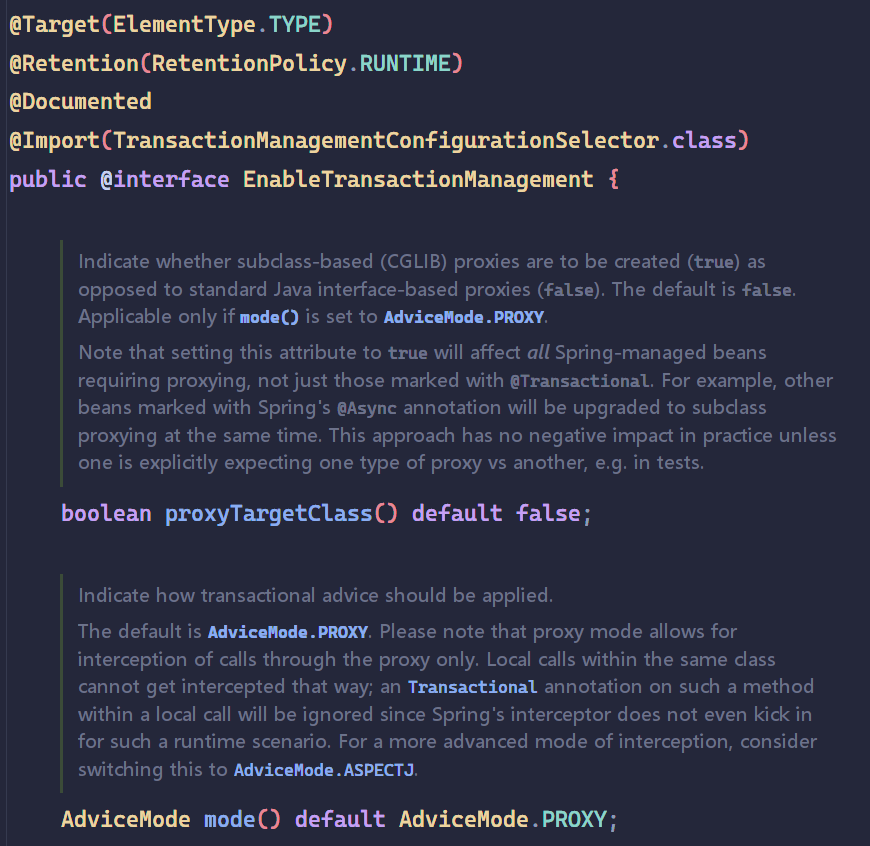 @Target(ElementType.TYPE)
@Retention(RetentionPolicy.RUNTIME)
@Documented
@Import(TransactionManagementConfigurationSelector.class)
public @interface EnableTransactionManagement {
Indicate whether subclass-based (CGLIB) proxies are to be created (true) as
opposed to standard Java interface-based proxies (false). The default is false.
Applicable only if mode() is set to AdviceMode.PROXY.
Note that setting this attribute to true will affect all Spring-managed beans
requiring proxying, not just those marked with @Transactional. For example, other
beans marked with Spring's @Async annotation will be upgraded to subclass
proxying at the same time. This approach has no negative impact in practice unless
one is explicitly expecting one type of proxy vs another, e.g. in tests.
boolean proxyTargetClass() default false;
Indicate how transactional advice should be applied.
The default is AdviceMode.PROXY. Please note that proxy mode allows for
interception of calls through the proxy only. Local calls within the same class
cannot get intercepted that way; an Transactional annotation on such a method
within a local call will be ignored since Spring's interceptor does not even kick in
for such a runtime scenario. For a more advanced mode of interception, consider
switching this to AdviceMode.ASPECTJ.
AdviceMode mode() default AdviceMode.PROXY;